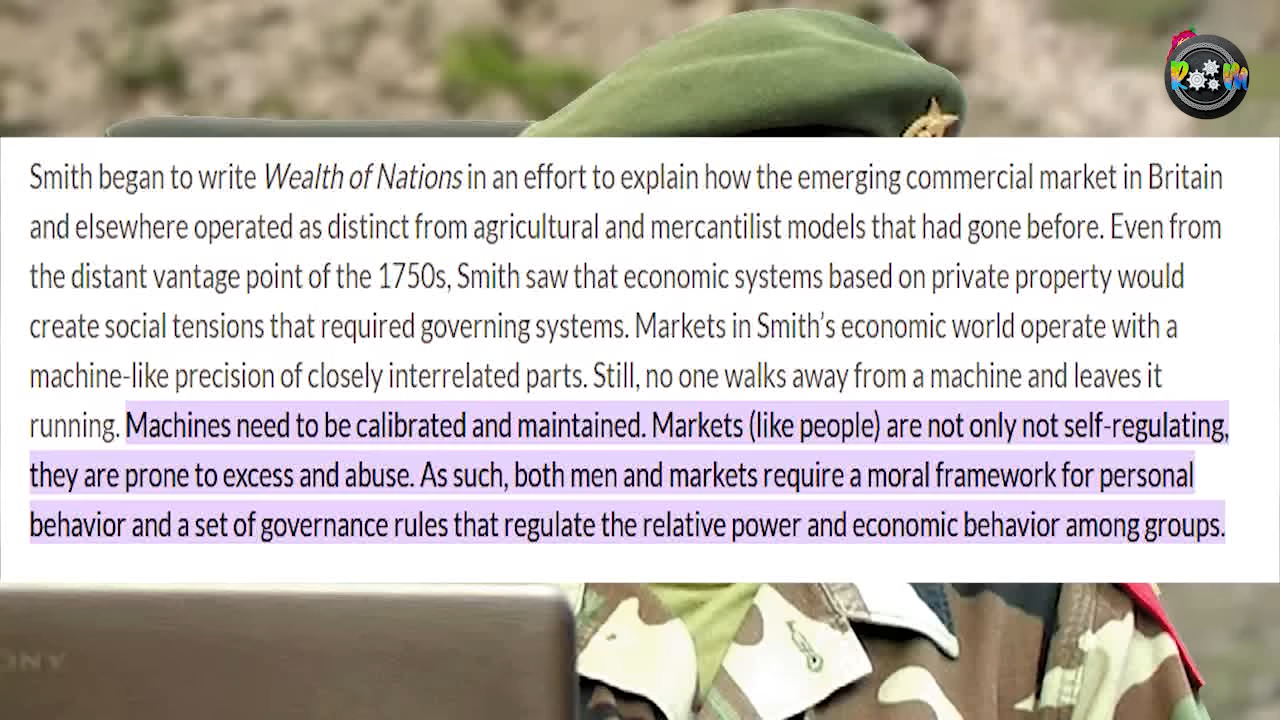 Smith began to write Wealth of Nations in an effort to explain how the emerging commercial market in Britain
and elsewhere operated as distinct from agricultural and mercantilist models that had gone before. Even from
the distant vantage point of the 1750s, Smith saw that economic systems based on private property would
create social tensions that required governing systems. Markets in Smith’s economic world operate with a
machine-like precision of closely interrelated parts. Still, no one walks away from a machine and leaves it
running. Machines need to be calibrated and maintained. Markets (like people) are not only not self-regulating,
they are prone to excess and abuse. As such, both men and markets require a moral framework for personal
behavior and a set of governance rules that regulate the relative power and economic behavior among groups.